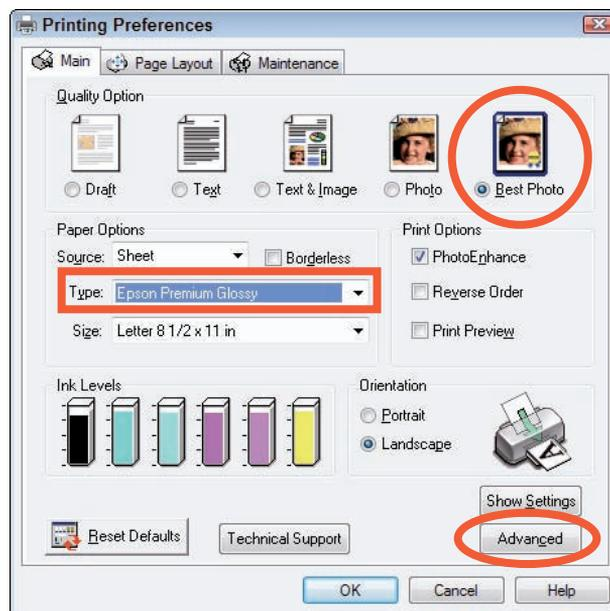 Printing Preferences
Main Page Layout Maintenance
Quality Option
Draft Text Text & Image Photo Best Photo
Paper Options
Source: Sheet Borderless
Type: Epson Premium Glossy
Size: Letter 8 1/2 x 11 in
Print Options
PhotoEnhance
Reverse Order
Print Preview
Ink Levels
Orientation
Portrait
Landscape
A
Show Settings
Reset Defaults Technical Support Advanced
OK Cancel Help